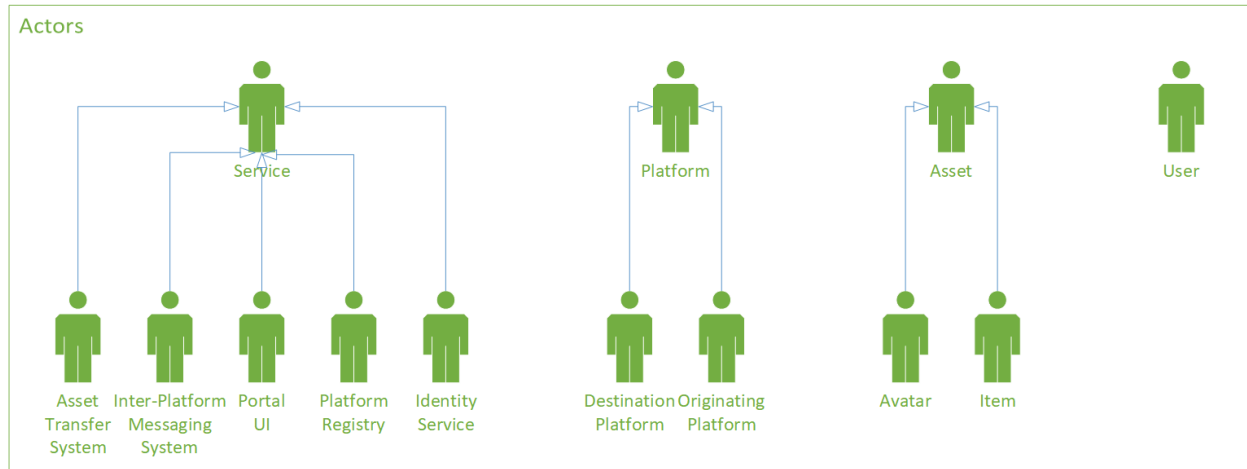 Actors
Service
Platform
Asset
User
Asset
Transfer
System
Inter-Platform
Messaging
System
Portal
UI
Platform
Registry
Identity
Service
Destination
Platform
Originating
Platform
Avatar
Item